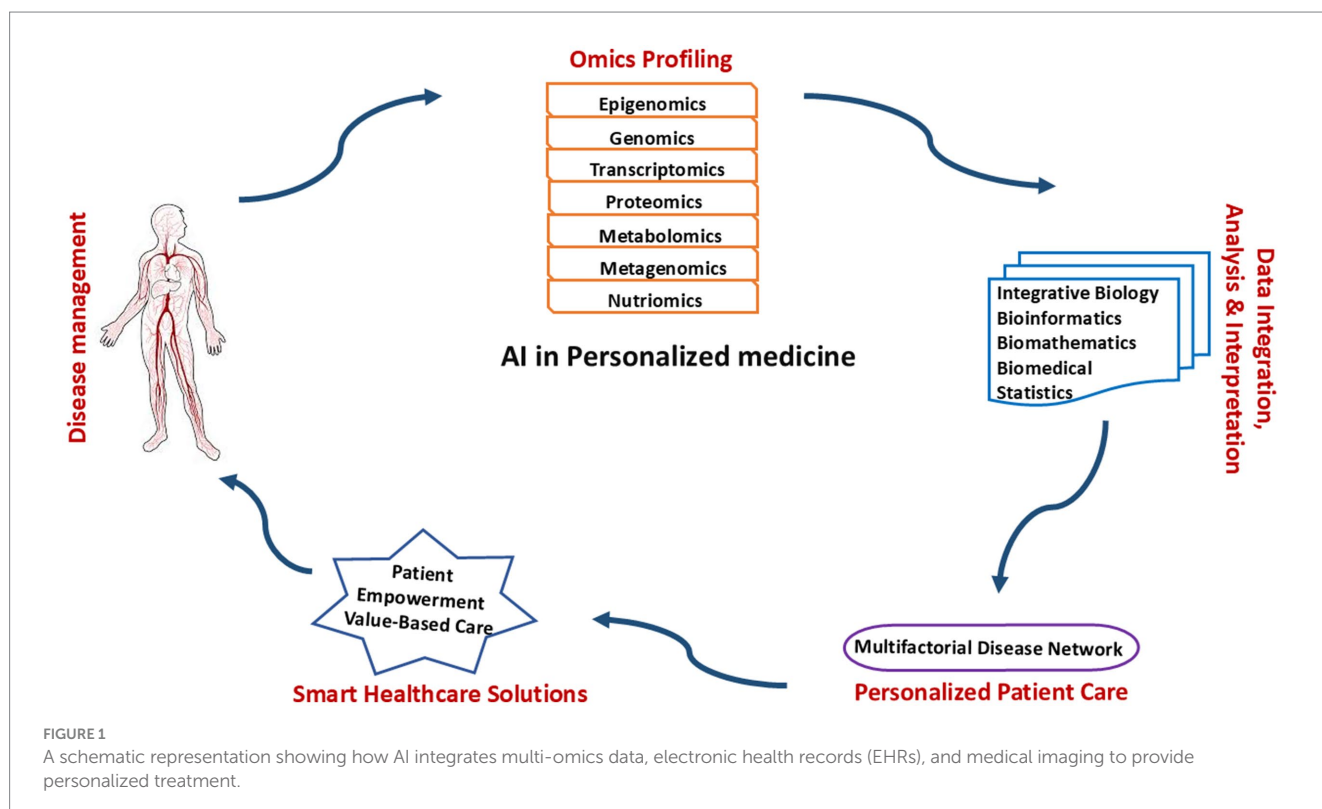 Omics Profiling
Epigenomics
Genomics
Transcriptomics
Proteomics
Metabolomics
Metagenomics
Nutriomics
Data Integration,
Analysis & Interpretation
Integrative Biology
Bioinformatics
Biomathematics
Biomedical
Statistics
Disease management
AI in Personalized medicine
Patient
Empowerment
Value-Based Care
Smart Healthcare Solutions
Multifactorial Disease Network
Personalized Patient Care
FIGURE 1
A schematic representation showing how AI integrates multi-omics data, electronic health records (EHRs), and medical imaging to provide
personalized treatment.